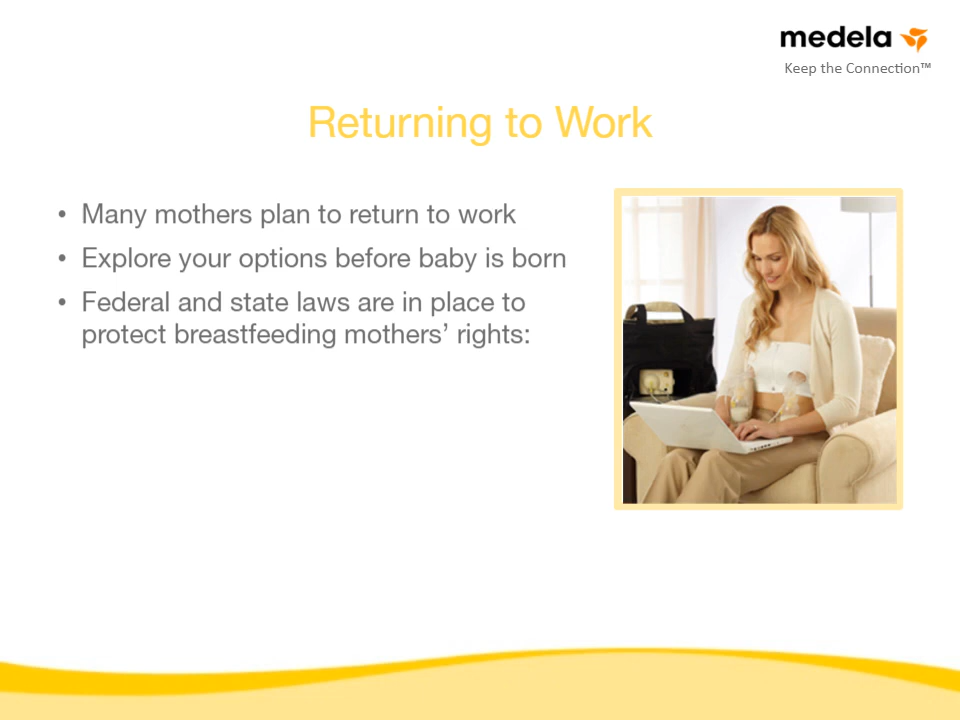 medela
Keep the Connection™
Returning to Work
• Many mothers plan to return to work
• Explore your options before baby is born
• Federal and state laws are in place to
protect breastfeeding mothers’ rights: